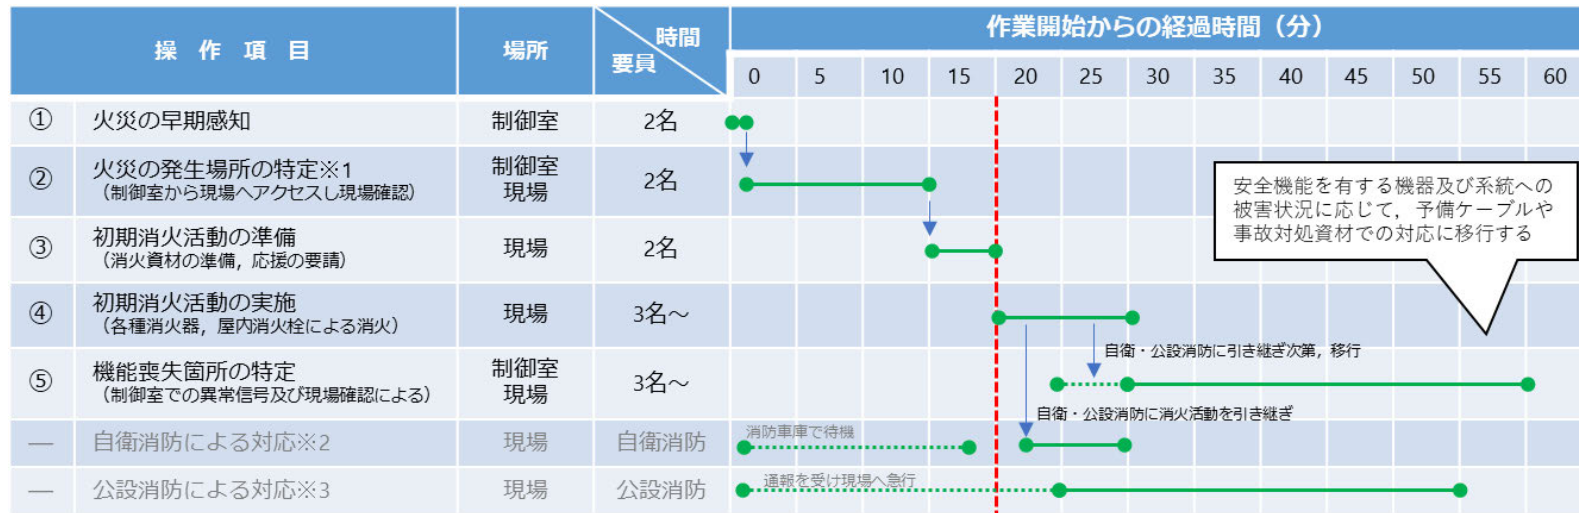 操 作 項 目
場所
時間
要員
作業開始からの経過時間（分）
0 5 10 15 20 25 30 35 40 45 50 55 60
① 火災の早期感知 制御室 2名
② 火災の発生場所の特定※1
（制御室から現場へアクセスし現場確認）
制御室
現場
2名
③ 初期消火活動の準備
（消火資材の準備，応援の要請）
現場 2名
④ 初期消火活動の実施
（各種消火器，屋内消火栓による消火）
現場 3名～
⑤ 機能喪失箇所の特定
（制御室での異常信号及び現場確認による）
制御室
現場
3名～
安全機能を有する機器及び系統への
被害状況に応じて，予備ケーブルや
事故対処資材での対応に移行する
自衛・公設消防に引き継ぎ次第，移行
自衛・公設消防に消火活動を引き継ぎ
― 自衛消防による対応※2 現場 自衛消防
消防車庫で待機
― 公設消防による対応※3 現場 公設消防
通報を受け現場へ急行